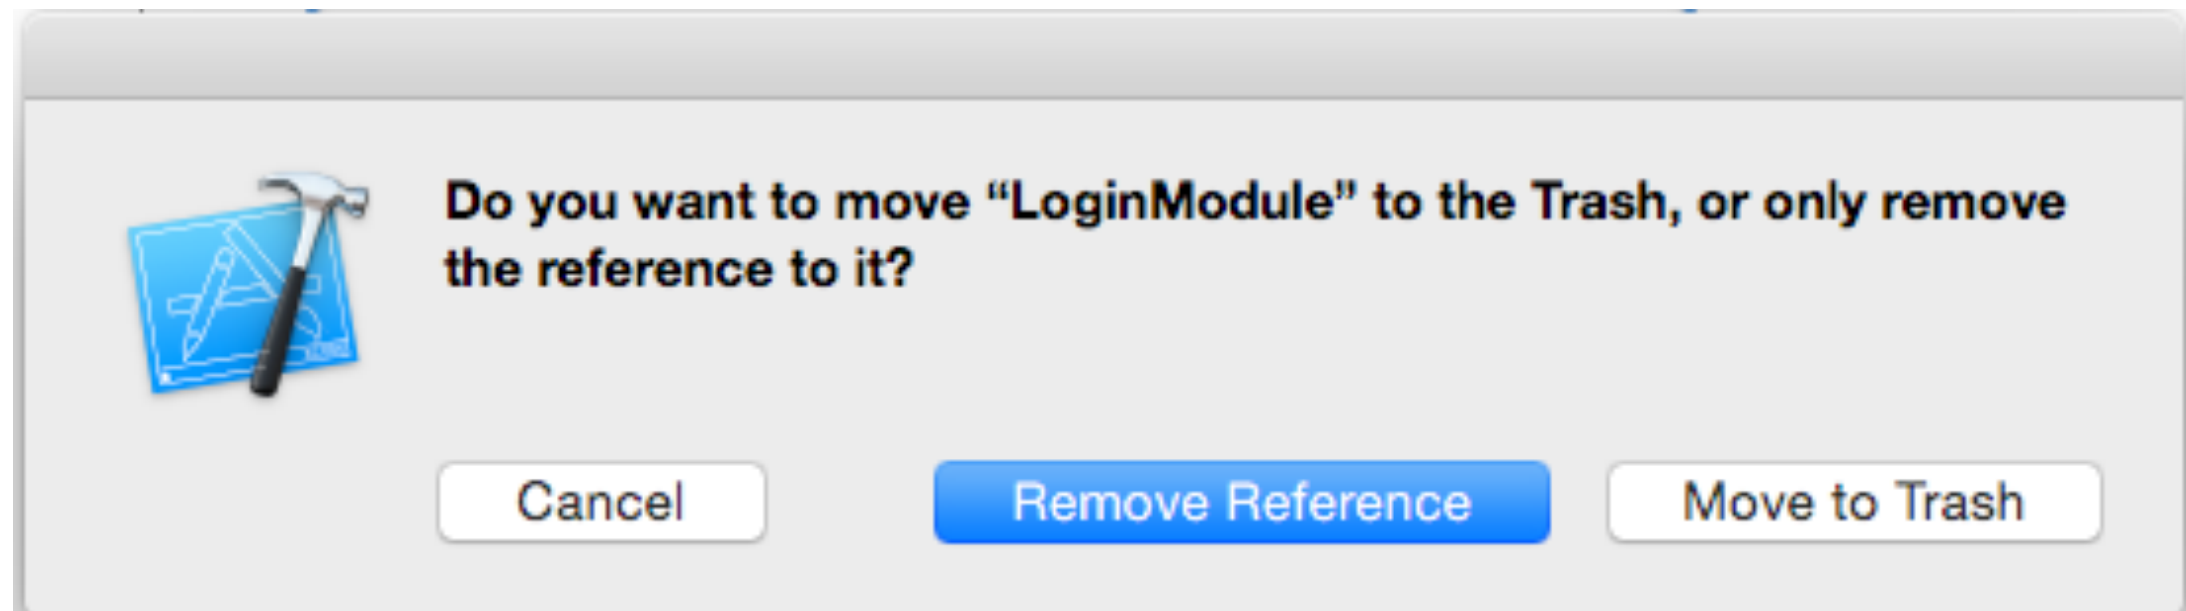 Do you want to move “LoginModule” to the Trash, or only remove
the reference to it?
Cancel
Remove Reference
Move to Trash